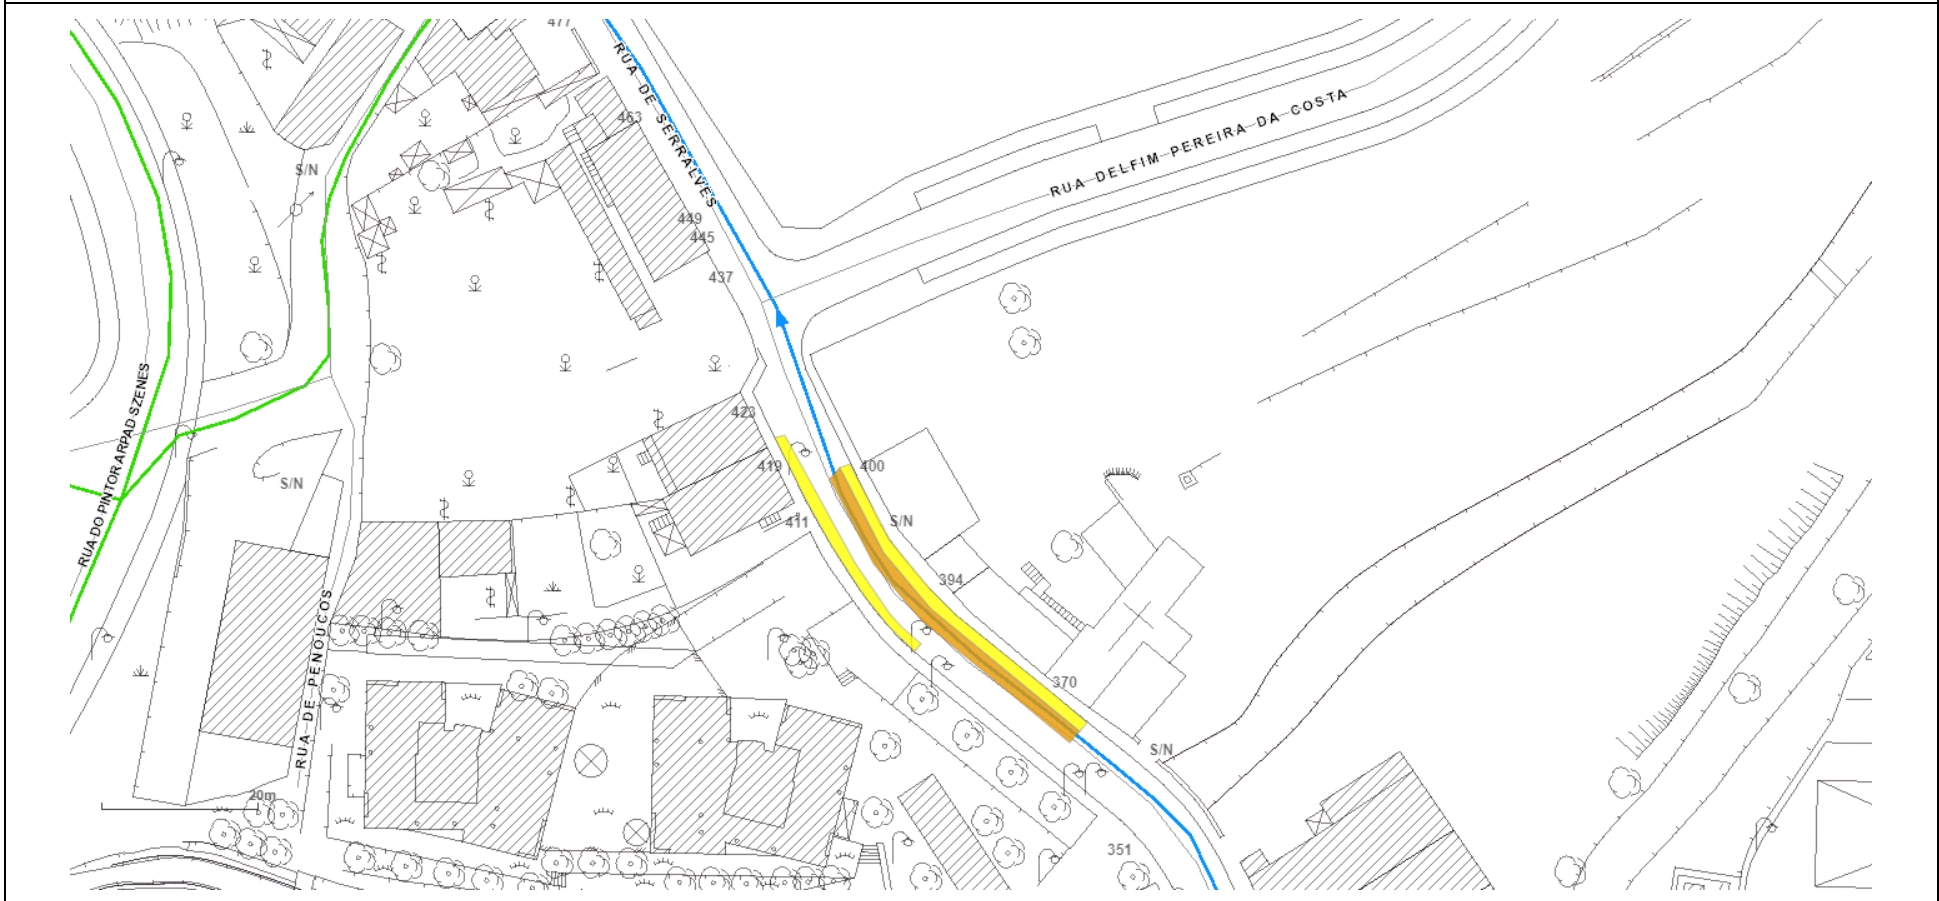 477
RUA DE SERRALVES
463
RUA DELFIM PEREIRA DA COSTA
S/N
449
445
437
RUA DO PINTOR ARPAD SZENES
423
419
400
S/N
411
S/N
394
RUA DE PENOUCOS
370
S/N
20m
351